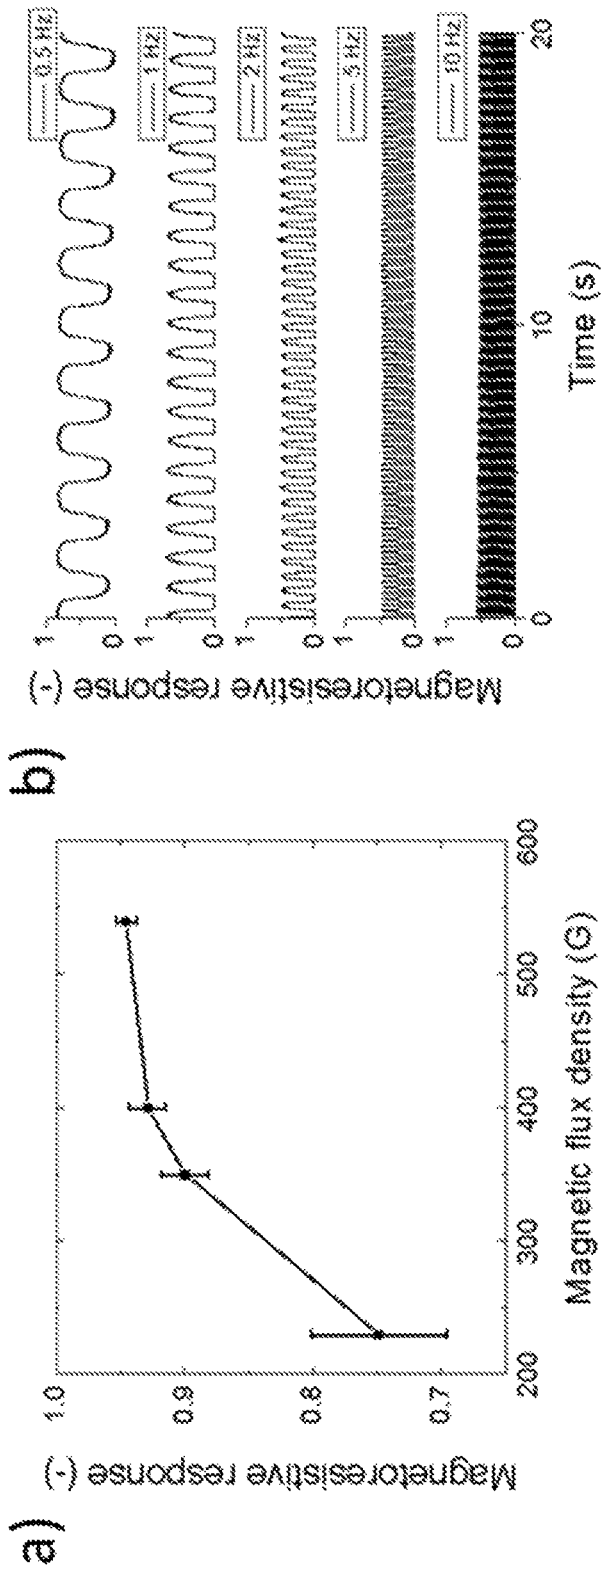 a)
Magnetoresistive response (-)
1.0
0.9
0.8
0.7
200
300
400
500
600
Magnetic flux density (G)
b)
Magnetoresistive response (-)
1
0
0.5 Hz
1
0
1 Hz
1
0
2 Hz
1
0
5 Hz
1
0
10 Hz
0
10
20
Time (s)